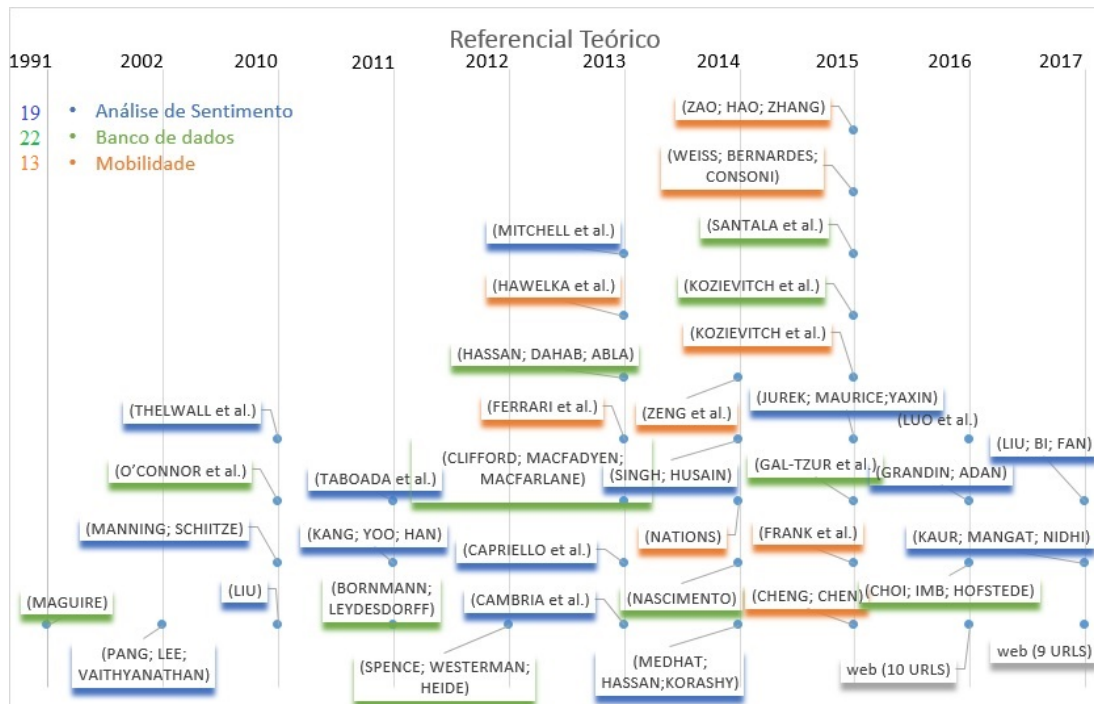 Referencial Teórico
1991 2002 2010 2011 2012 2013 2014 2015 2016 2017
19 • Análise de Sentimento
22 • Banco de dados
13 • Mobilidade
(ZAO; HAO; ZHANG)
(WEISS; BERNARDES;
CONSONI)
(MITCHELL et al.)
(SANTALA et al.)
(HAWELKA et al.)
(KOZIEVITCH et al.)
(KOZIEVITCH et al.)
(HASSAN; DAHAB; ABLA)
(THELWALL et al.)
(FERRARI et al.)
(ZENG et al.)
(JUREK; MAURICE;YAXIN)
(LUO et al.)
(LIU; BI; FAN)
(O'CONNOR et al.)
(TABOADA et al.)
(CLIFFORD; MACFADYEN;
MACFARLANE)
(SINGH; HUSAIN)
(GAL-TZUR et al.)
(GRANDIN; ADAN)
(MANNING; SCHIITZE)
(KANG; YOO; HAN)
(CAPRIELLO et al.)
(NATIONS)
(FRANK et al.)
(KAUR; MANGAT; NIDHI)
(MAGUIRE)
(LIU)
(BORNMANN;
LEYDESDORFF)
(CAMBRIA et al.)
(NASCIMENTO)
(CHENG; CHEN)
(CHOI; IMB; HOFSTEDE)
(PANG; LEE;
VAITHYANATHAN)
(SPENCE; WESTERMAN;
HEIDE)
(MEDHAT;
HASSAN;KORASHY)
web (10 URLS)
web (9 URLS)